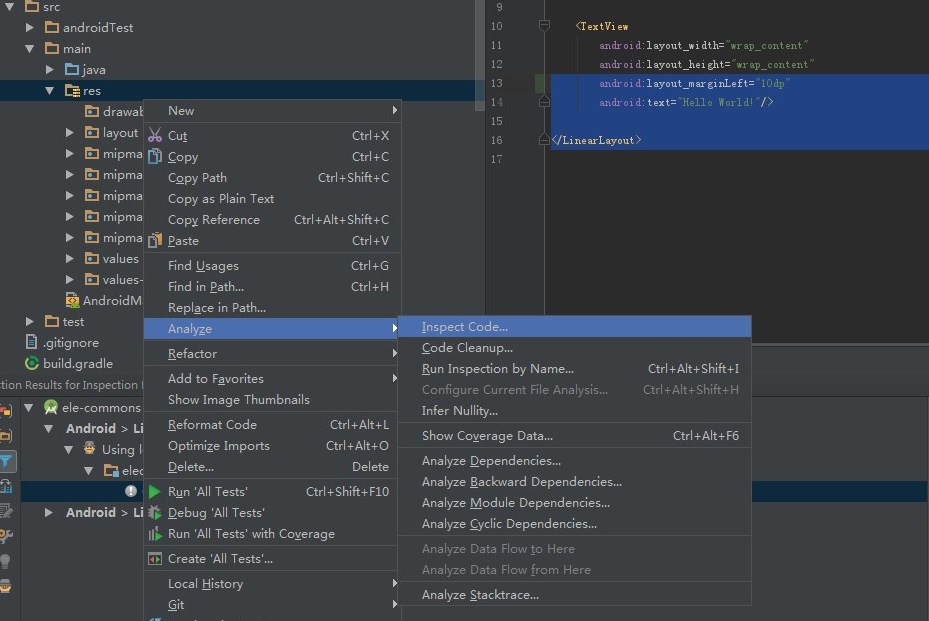 src
androidTest
main
java
res
drawab
layout
mipma
mipma
mipma
mipma
mipma
values
values-
AndroidMa
test
.gitignore
build.gradle
ction Results for Inspection
ele-commons
Android > Li
Using l
elec
Android > Li
New
Cut Ctrl+X
Copy Ctrl+C
Copy Path Ctrl+Shift+C
Copy as Plain Text
Copy Reference Ctrl+Alt+Shift+C
Paste Ctrl+V
Find Usages Ctrl+G
Find in Path... Ctrl+H
Replace in Path...
Analyze
Refactor
Add to Favorites
Show Image Thumbnails
Reformat Code Ctrl+Alt+L
Optimize Imports Ctrl+Alt+O
Delete... Delete
Run 'All Tests' Ctrl+Shift+F10
Debug 'All Tests'
Run 'All Tests' with Coverage
Create 'All Tests'...
Local History
Git
Inspect Code...
Code Cleanup...
Run Inspection by Name... Ctrl+Alt+Shift+I
Configure Current File Analysis... Ctrl+Alt+Shift+H
Infer Nullity...
Show Coverage Data... Ctrl+Alt+F6
Analyze Dependencies...
Analyze Backward Dependencies...
Analyze Module Dependencies...
Analyze Cyclic Dependencies...
Analyze Data Flow to Here
Analyze Data Flow from Here
Analyze Stacktrace...
9
10 <TextView
11 android:layout_width="wrap_content"
12 android:layout_height="wrap_content"
13 android:layout_marginLeft="10dp"
14 android:text="Hello World!"/>
15
16 </LinearLayout>
17